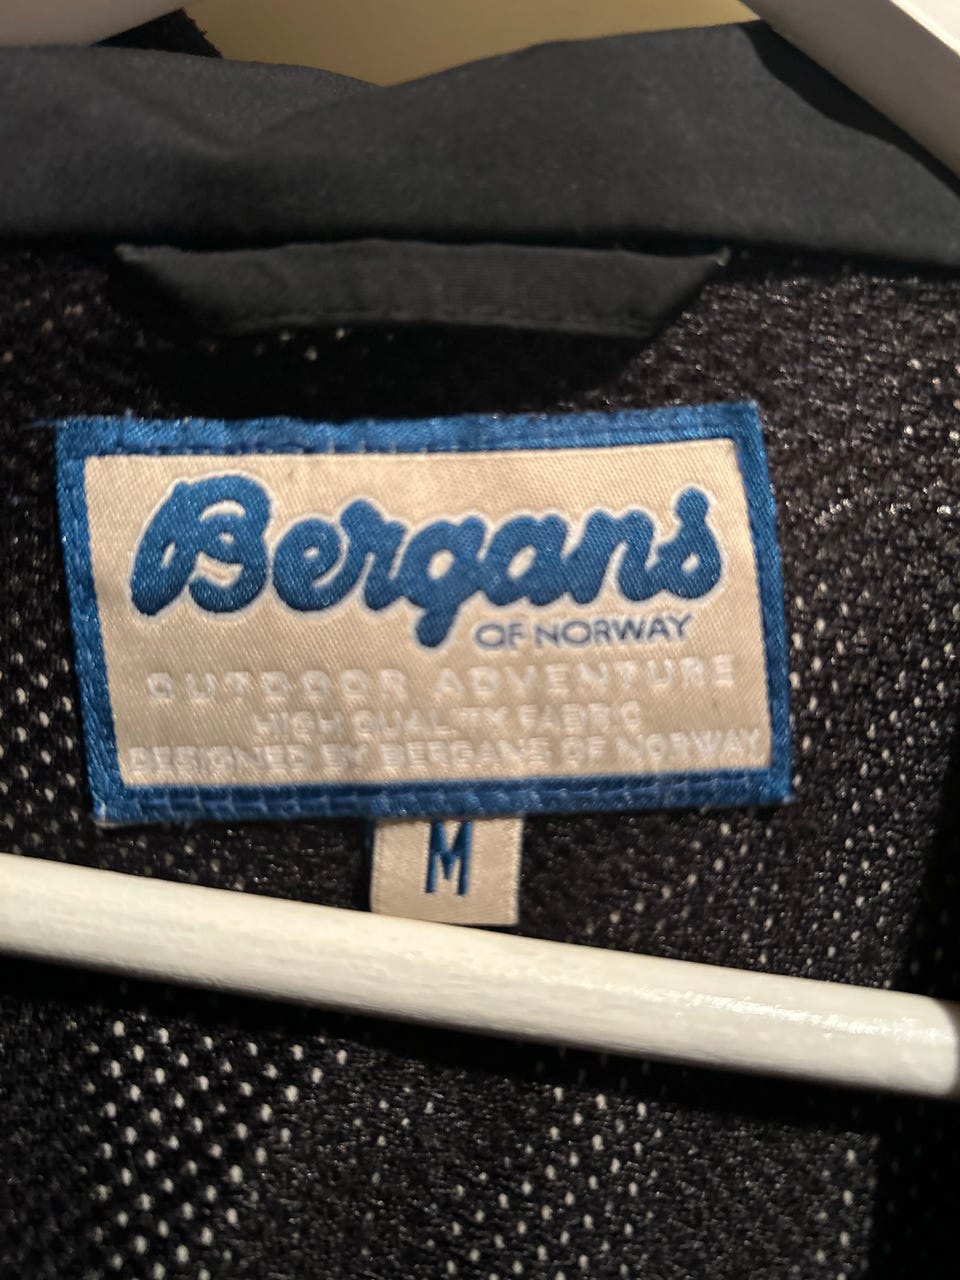 Bergans
OF NORWAY
OUTDOOR ADVENTURE
HIGH QUALITY FABRIC
DESIGNED BY BERGANS OF NORWAY
M